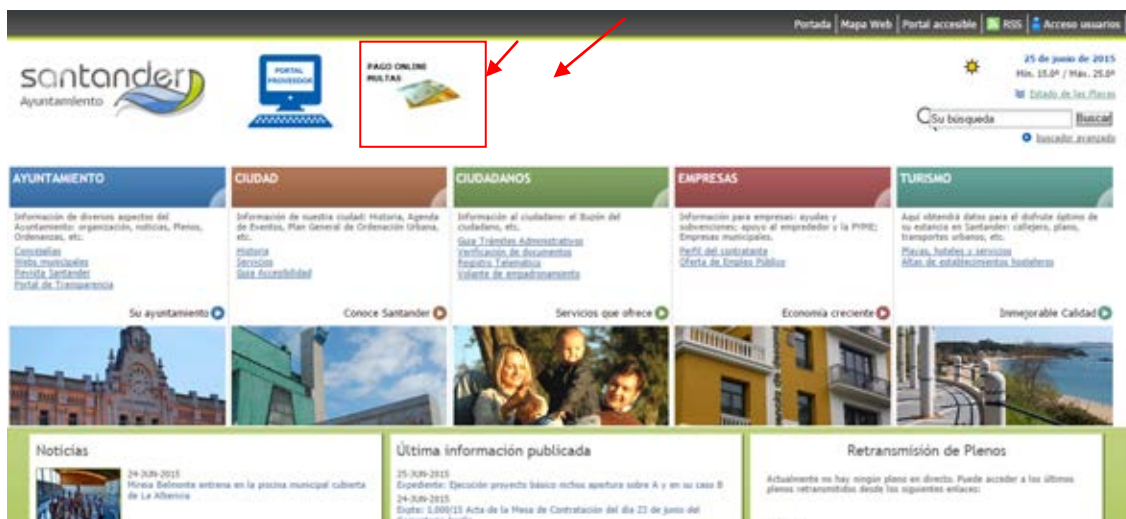 Portada | Mapa Web | Portal accesible | RSS | Acceso usuarios
santander
Ayuntamiento
PORTAL
PROVEEDOR
PAGO ONLINE
MULTAS
25 de junio de 2015
Min. 15.0º / Máx. 25.0º
Estado de las Playas
Su búsqueda
Buscar
buscador avanzado
AYUNTAMIENTO
Información de diversos aspectos del
Ayuntamiento: organización, noticias, Plenos,
Ordenanzas, etc.
Concejalías
Webs municipales
Revista Santander
Portal de Transparencia
Su ayuntamiento
CIUDAD
Información de nuestra ciudad: Historia, Agenda
de Eventos, Plan General de Ordenación Urbana,
etc.
Historia
Servicios
Guía Accesibilidad
Conoce Santander
CIUDADANOS
Información al ciudadano: el Buzón del
ciudadano, etc.
Guía Trámites Administrativos
Verificación de documentos
Registro Telemático
Volante de empadronamiento
Servicios que ofrece
EMPRESAS
Información para empresas: ayudas y
subvenciones; apoyo al emprededor y la PYME;
Empresas municipales.
Perfil del contratante
Oferta de Empleo Público
Economía creciente
TURISMO
Aquí obtendrá datos para el disfrute óptimo de
su estancia en Santander: callejero, plano,
transportes urbanos, etc.
Playas, hoteles y servicios
Altas de establecimientos hosteleros
Inmejorable Calidad
Noticias
24-JUN-2015
Mireia Belmonte entrena en la piscina municipal cubierta
de La Albericia
Última información publicada
25-JUN-2015
Expediente: Ejecución proyecto básico nichos apertura sobre A y en su caso B
24-JUN-2015
Expte: 1.000/15 Acta de la Mesa de Contratación del día 23 de junio del
Retransmisión de Plenos
Actualmente no hay ningún pleno en directo. Puede acceder a los últimos
plenos retransmitidos desde los siguientes enlaces: